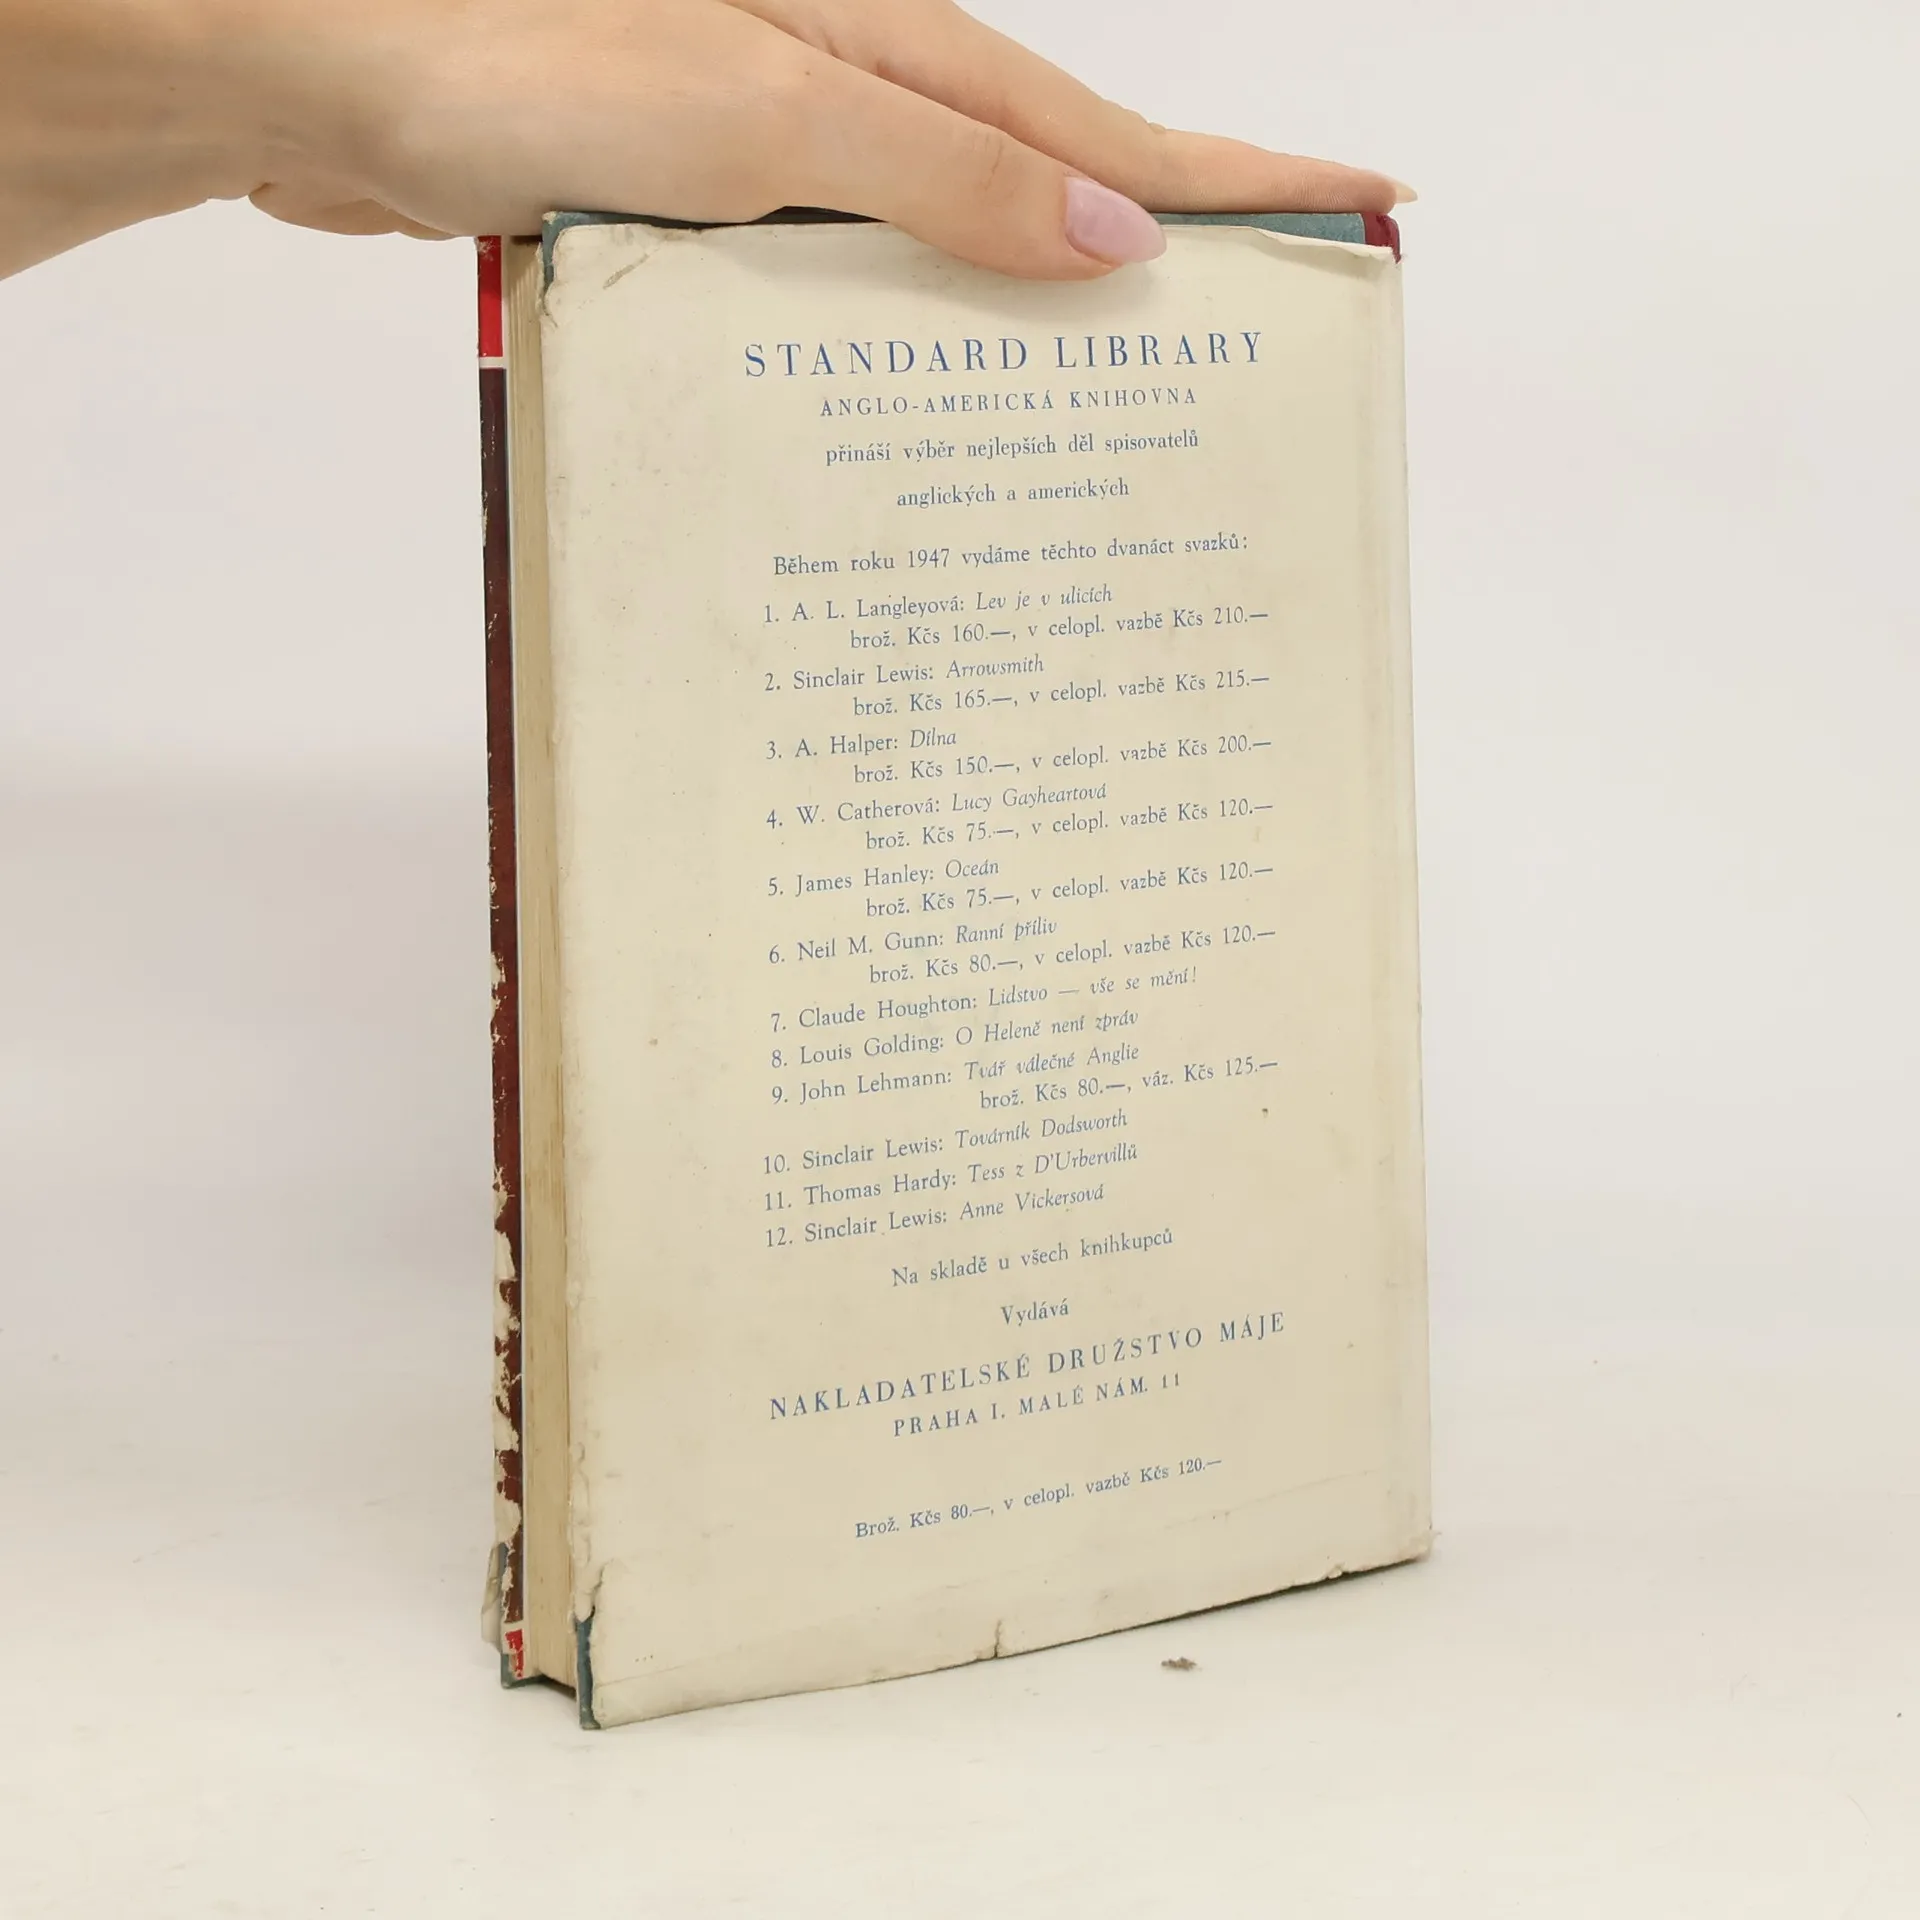 STANDARD LIBRARY
ANGLO-AMERICKÁ KNIHOVNA
přináší výběr nejlepších děl spisovatelů
anglických a amerických
Během roku 1947 vydáme těchto dvanáct svazků:
1. A. L. Langleyová: Lev je v ulicích
brož. Kčs 160.—, v celopl. vazbě Kčs 210.—
2. Sinclair Lewis: Arrowsmith
brož. Kčs 165.—, v celopl. vazbě Kčs 215.—
3. A. Halper: Dílna
brož. Kčs 150.—, v celopl. vazbě Kčs 200.—
4. W. Catherová: Lucy Gayheartová
brož. Kčs 75.—, v celopl. vazbě Kčs 120.—
5. James Hanley: Oceán
brož. Kčs 75.—, v celopl. vazbě Kčs 120.—
6. Neil M. Gunn: Ranní příliv
brož. Kčs 80.—, v celopl. vazbě Kčs 120.—
7. Claude Houghton: Lidstvo — vše se mění!
8. Louis Golding: O Heleně není zpráv
9. John Lehmann: Tvář válečné Anglie
brož. Kčs 80.—, váz. Kčs 125.—
10. Sinclair Lewis: Továrník Dodsworth
11. Thomas Hardy: Tess z D'Urbervillů
12. Sinclair Lewis: Anne Vickersová
Na skladě u všech knihkupců
Vydává
NAKLADATELSKÉ DRUŽSTVO MÁJE
PRAHA I. MALÉ NÁM. 11
Brož. Kčs 80.—, v celopl. vazbě Kčs 120.—